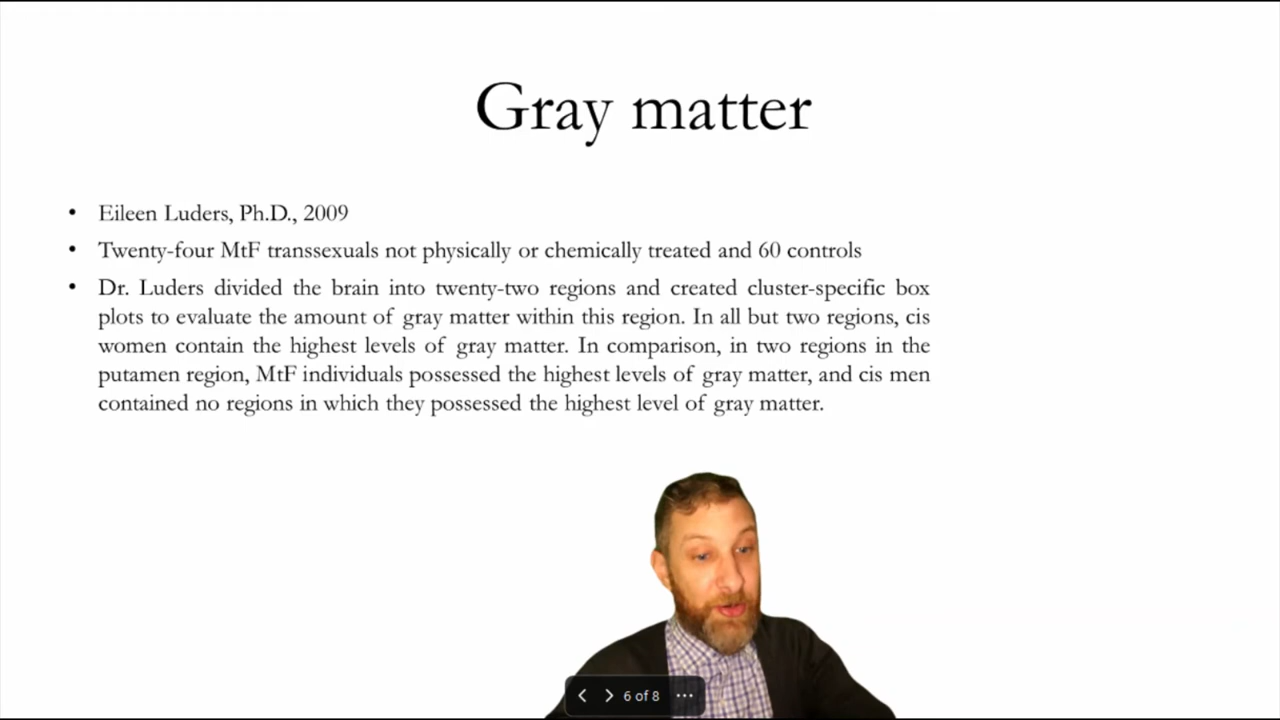 Gray matter
• Eileen Luders, Ph.D., 2009
• Twenty-four MtF transsexuals not physically or chemically treated and 60 controls
• Dr. Luders divided the brain into twenty-two regions and created cluster-specific box
plots to evaluate the amount of gray matter within this region. In all but two regions, cis
women contain the highest levels of gray matter. In comparison, in two regions in the
putamen region, MtF individuals possessed the highest levels of gray matter, and cis men
contained no regions in which they possessed the highest level of gray matter.
6 of 8